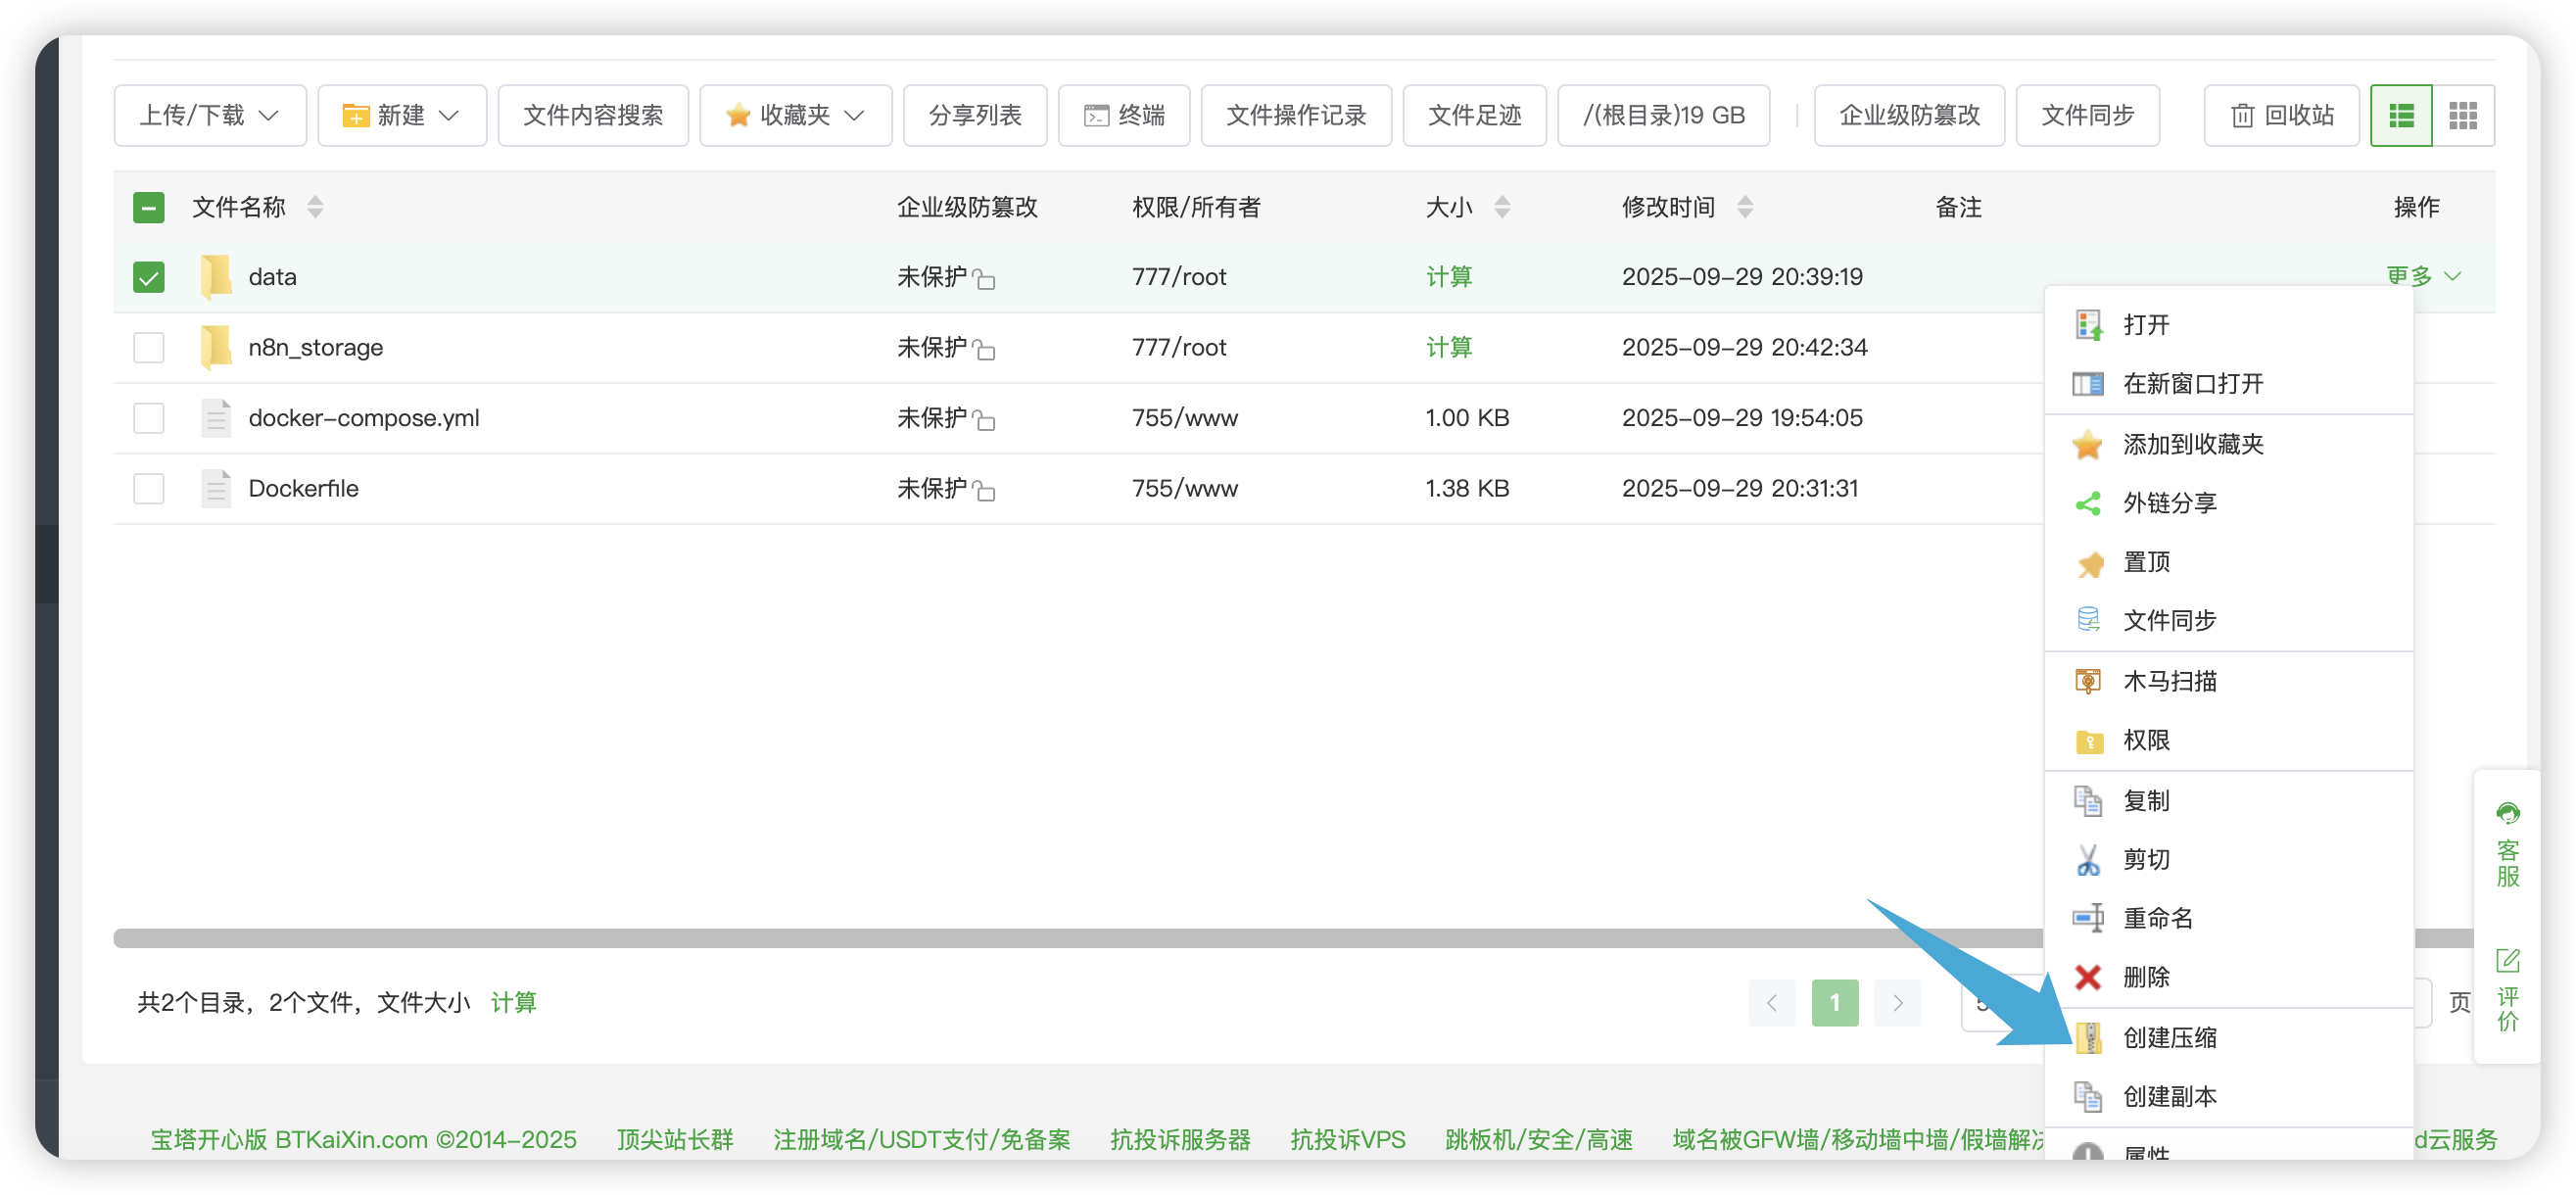 上传/下载 新建 文件内容搜索 收藏夹 分享列表 终端 文件操作记录 文件足迹 /(根目录)19 GB 企业级防篡改 文件同步 回收站
文件名称 企业级防篡改 权限/所有者 大小 修改时间 备注 操作
data 未保护 777/root 计算 2025-09-29 20:39:19 更多
n8n_storage 未保护 777/root 计算 2025-09-29 20:42:34
docker-compose.yml 未保护 755/www 1.00 KB 2025-09-29 19:54:05
Dockerfile 未保护 755/www 1.38 KB 2025-09-29 20:31:31
打开
在新窗口打开
添加到收藏夹
外链分享
置顶
文件同步
木马扫描
权限
复制
剪切
重命名
删除
创建压缩
创建副本
属性
客服
评价
共2个目录，2个文件，文件大小 计算 1 页
宝塔开心版 BTKaiXin.com ©2014-2025 顶尖站长群 注册域名/USDT支付/免备案 抗投诉服务器 抗投诉VPS 跳板机/安全/高速 域名被GFW墙/移动墙中墙/假墙解决 d云服务